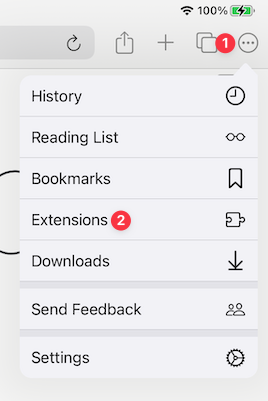 100%
1
History
Reading List
Bookmarks
Extensions 2
Downloads
Send Feedback
Settings